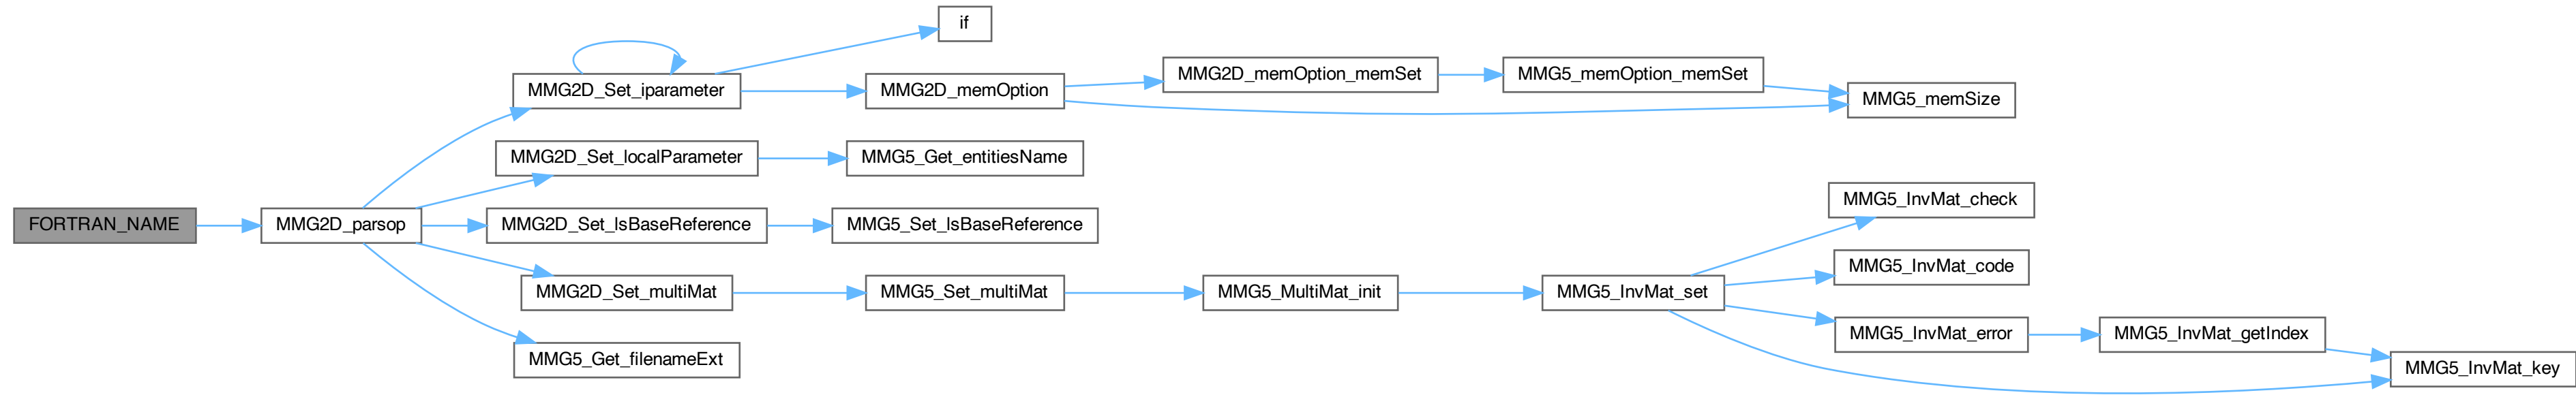 FORTRAN_NAME
MMG2D_parsop
MMG2D_Set_iparameter
if
MMG2D_memOption
MMG2D_memOption_memSet
MMG5_memOption_memSet
MMG5_memSize
MMG2D_Set_localParameter
MMG5_Get_entitiesName
MMG2D_Set_lsBaseReference
MMG5_Set_lsBaseReference
MMG2D_Set_multiMat
MMG5_Set_multiMat
MMG5_MultiMat_init
MMG5_InvMat_set
MMG5_InvMat_check
MMG5_InvMat_code
MMG5_InvMat_error
MMG5_InvMat_getIndex
MMG5_InvMat_key
MMG5_Get_filenameExt